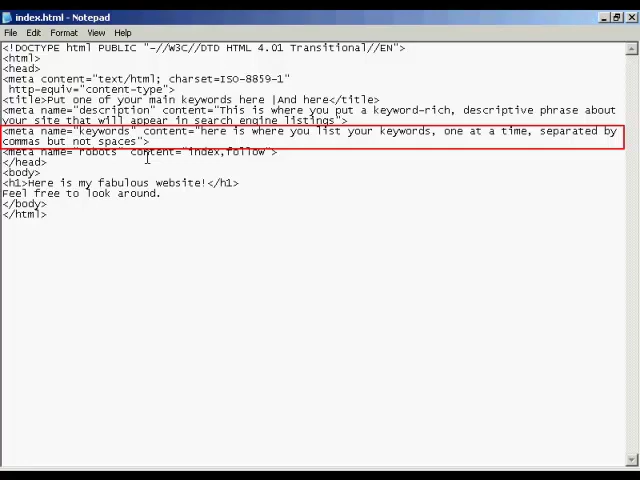 index.html - Notepad
File Edit Format View Help
<!DOCTYPE html PUBLIC "-//W3C//DTD HTML 4.01 Transitional//EN">
<html>
<head>
<meta content="text/html; charset=ISO-8859-1"
http-equiv="content-type">
<title>Put one of your main keywords here |And here</title>
<meta name="description" content="This is where you put a keyword-rich, descriptive phrase about
your site that will appear in search engine listings">
<meta name="keywords" content="here is where you list your keywords, one at a time, separated by
commas but not spaces">
<meta name="robots" content="index,follow">
</head>
<body>
<h1>Here is my fabulous website!</h1>
Feel free to look around.
</body>
</html>